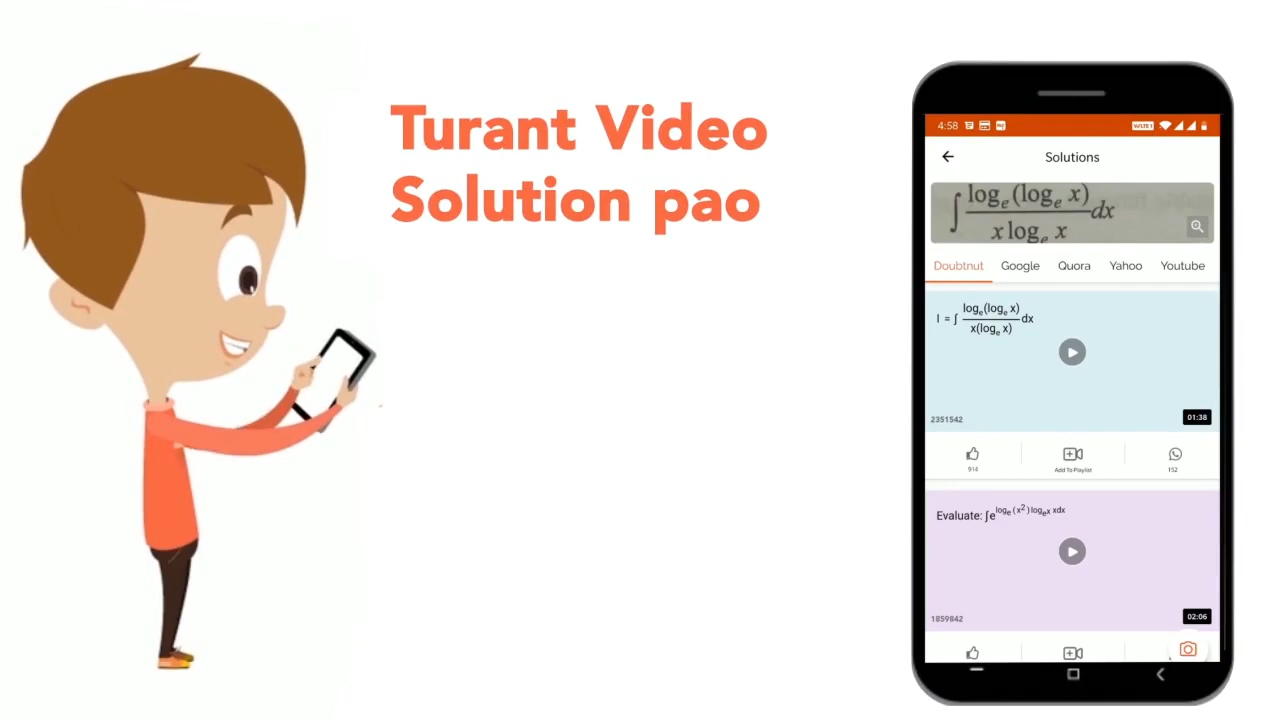 Turant Video
Solution pao
4:58
Solutions
∫ logₑ(logₑ x) / x logₑ x dx
Doubtnut Google Quora Yahoo Youtube
I = ∫ logₑ(logₑ x) / x(logₑ x) dx
2351542 01:38
914 Add To Playlist 152
Evaluate: ∫e^logₑ(x²)logₑx xdx
1859842 02:06